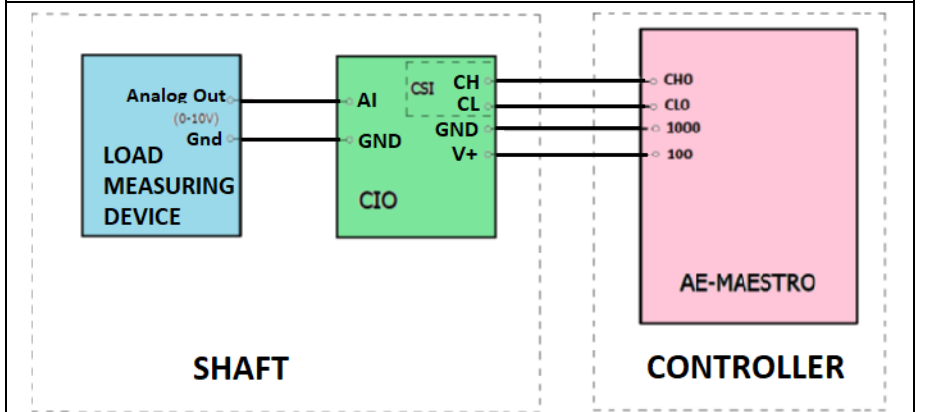 Analog Out
(0-10V)
Gnd
LOAD
MEASURING
DEVICE
AI
GND
CIO
CSI
CH
CL
GND
V+
CH0
CL0
1000
100
AE-MAESTRO
SHAFT
CONTROLLER